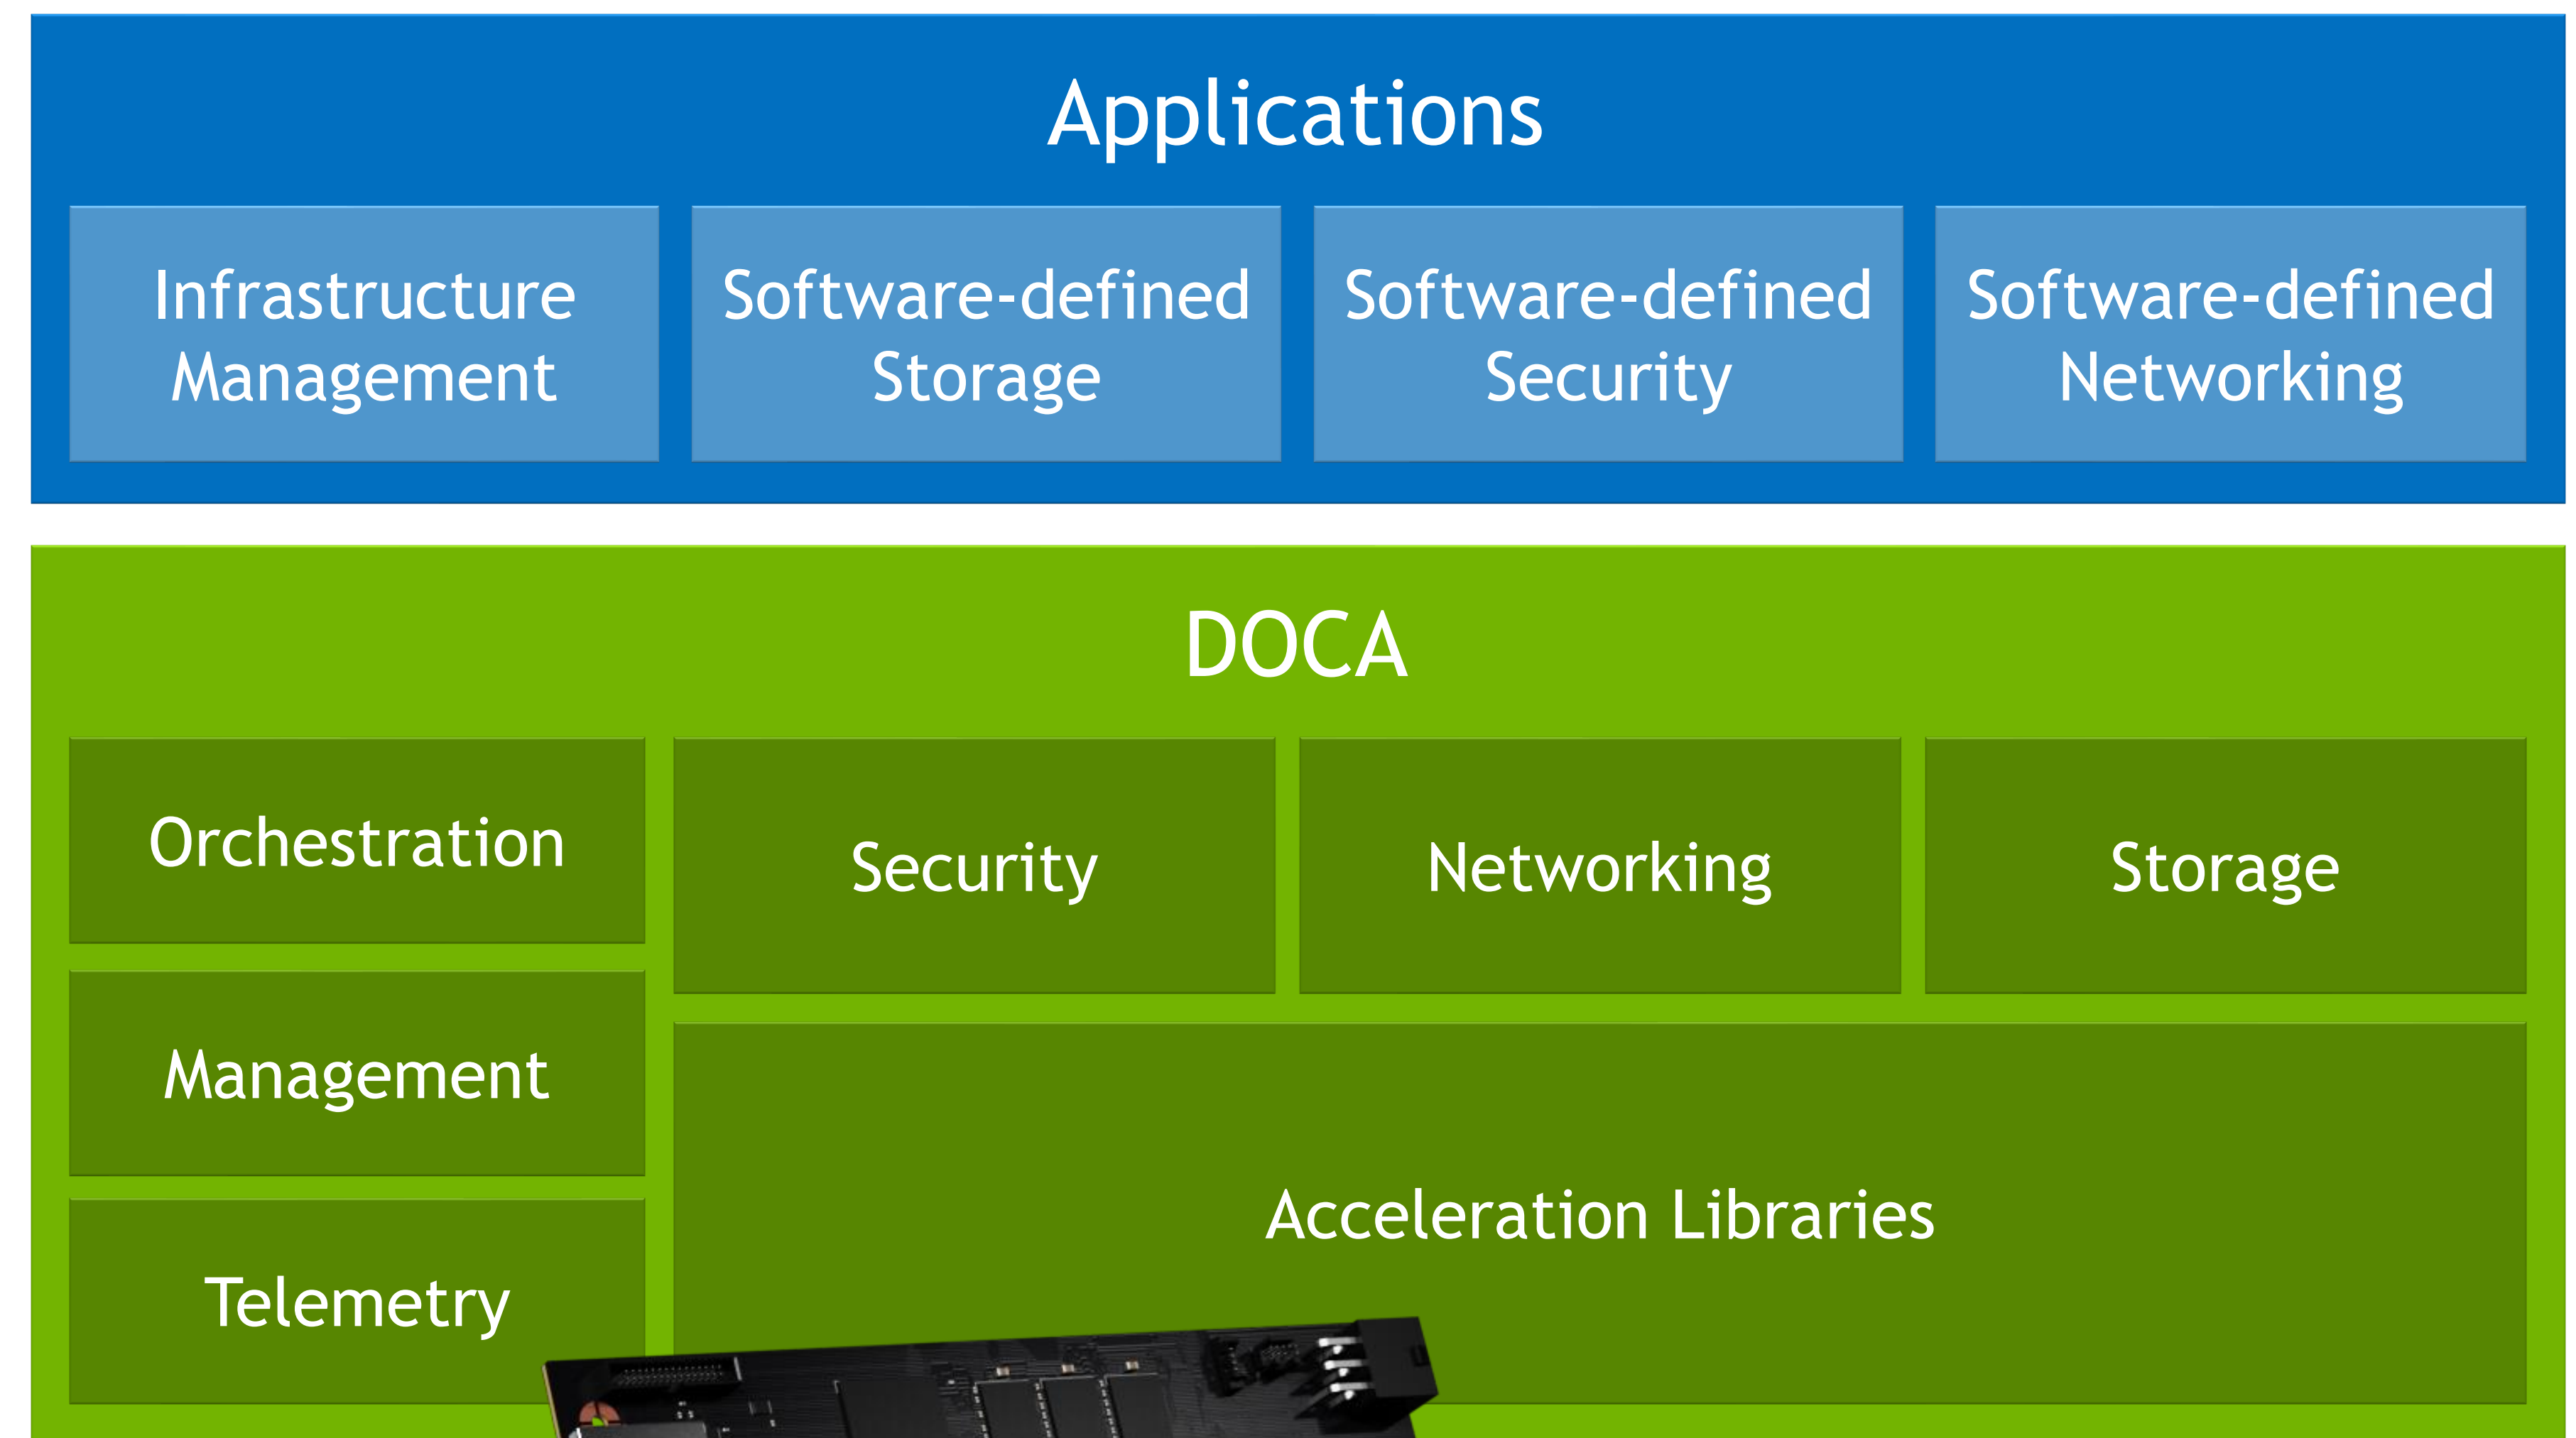 Applications
Infrastructure
Management
Software-defined
Storage
Software-defined
Security
Software-defined
Networking
DOCA
Orchestration
Security
Networking
Storage
Management
Acceleration Libraries
Telemetry